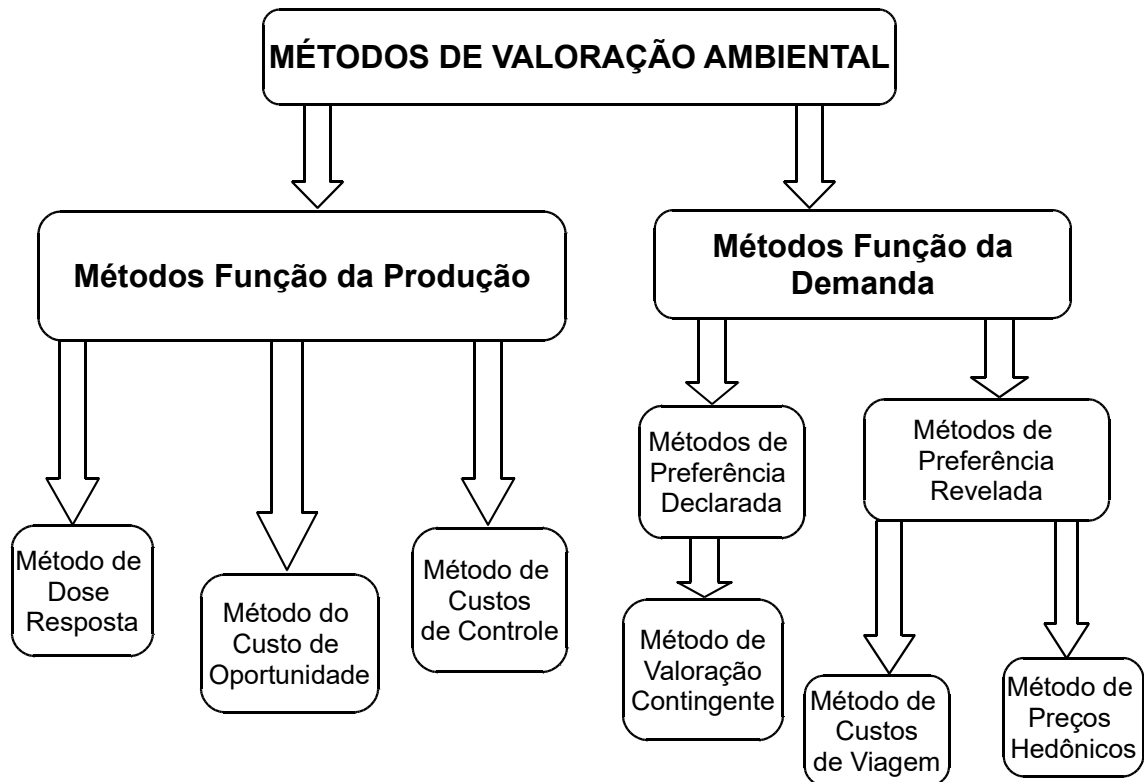 MÉTODOS DE VALORAÇÃO AMBIENTAL
Métodos Função da Produção
Métodos Função da
Demanda
Métodos de
Preferência
Declarada
Métodos de
Preferência
Revelada
Método de
Dose
Resposta
Método do
Custo de
Oportunidade
Método de
Custos
de Controle
Método de
Valoração
Contingente
Método de
Custos
de Viagem
Método de
Preços
Hedônicos